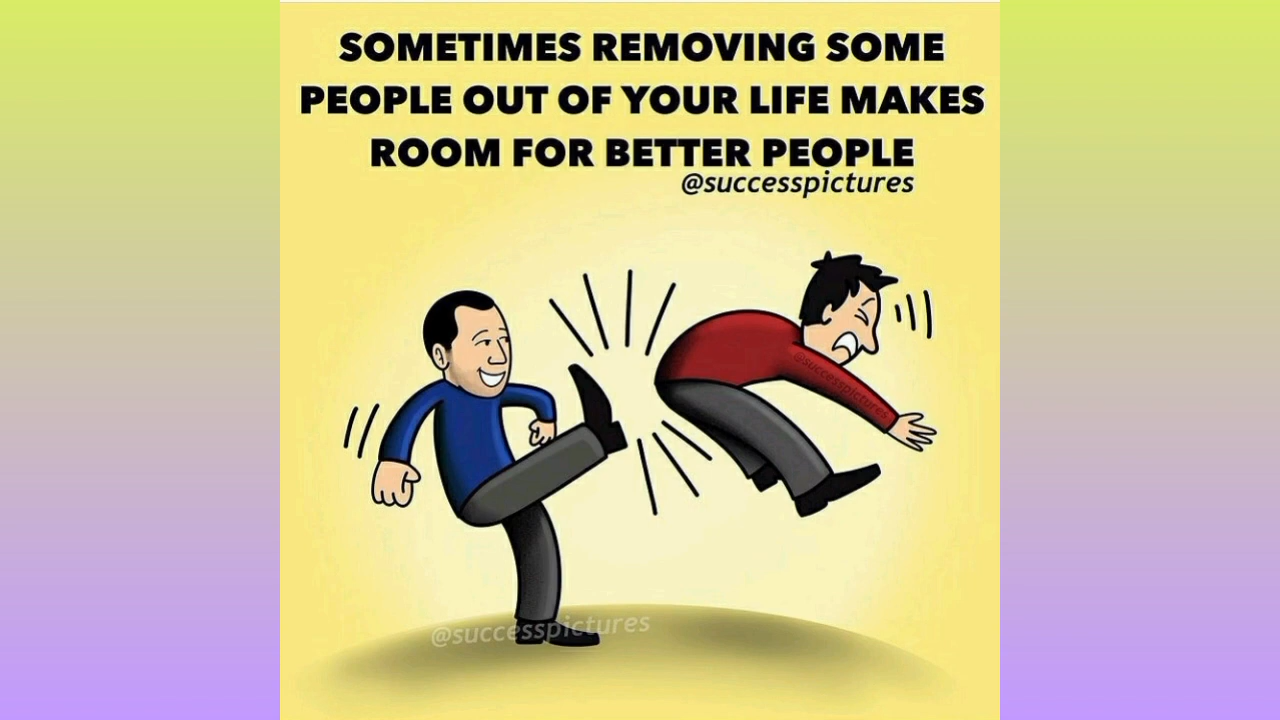 SOMETIMES REMOVING SOME
PEOPLE OUT OF YOUR LIFE MAKES
ROOM FOR BETTER PEOPLE
@successpictures
@successpictures
@successpictures